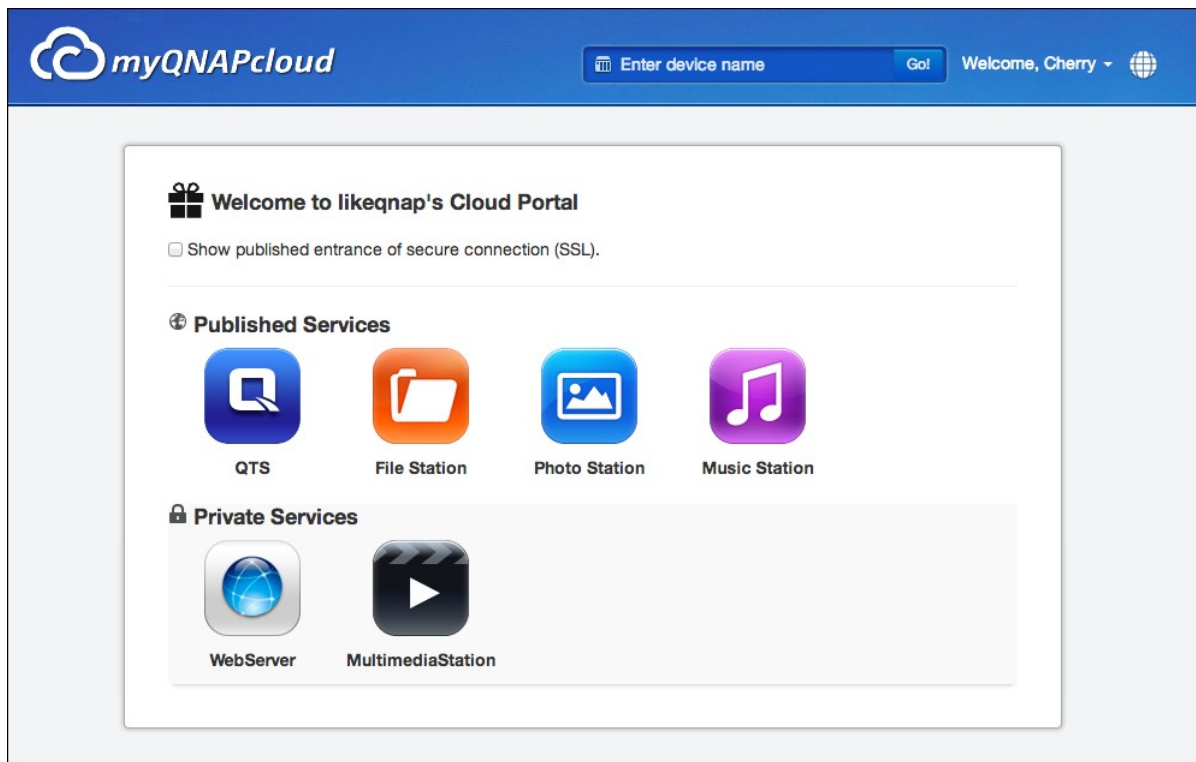 myQNAPcloud
Enter device name
Go!
Welcome, Cherry
Welcome to likeqnap's Cloud Portal
Show published entrance of secure connection (SSL).
Published Services
QTS
File Station
Photo Station
Music Station
Private Services
WebServer
MultimediaStation